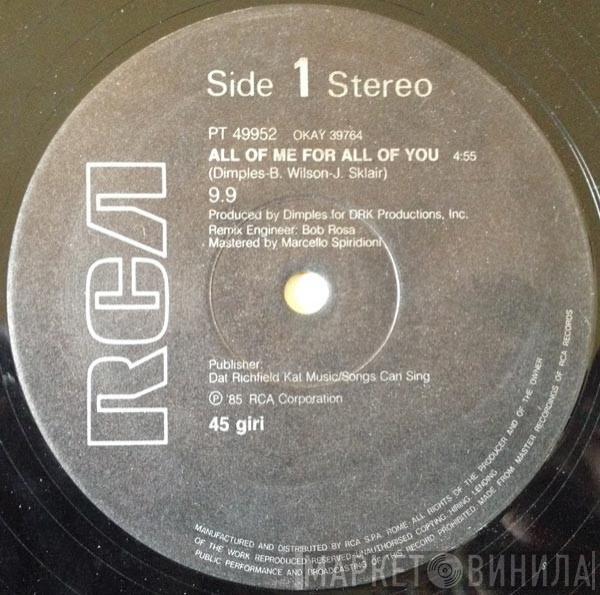 Side 1 Stereo
PT 49952 OKAY 39764
ALL OF ME FOR ALL OF YOU 4:55
(Dimples-B. Wilson-J. Sklair)
9.9
Produced by Dimples for DRK Productions, Inc.
Remix Engineer: Bob Rosa
Mastered by Marcello Spiridioni
RCA
Publisher:
Dat Richfield Kat Music/Songs Can Sing
Ⓟ '85 RCA Corporation
45 giri
MANUFACTURED AND DISTRIBUTED BY RCA S.P.A. ROME. ALL RIGHTS OF THE PRODUCER AND OF THE OWNER
OF THE WORK REPRODUCED RESERVED. UNAUTHORISED COPYING, HIRING, LENDING,
PUBLIC PERFORMANCE AND BROADCASTING OF THIS RECORD PROHIBITED. MADE FROM MASTER RECORDINGS OF RCA RECORDS
МАРКЕТ ВИНИЛА